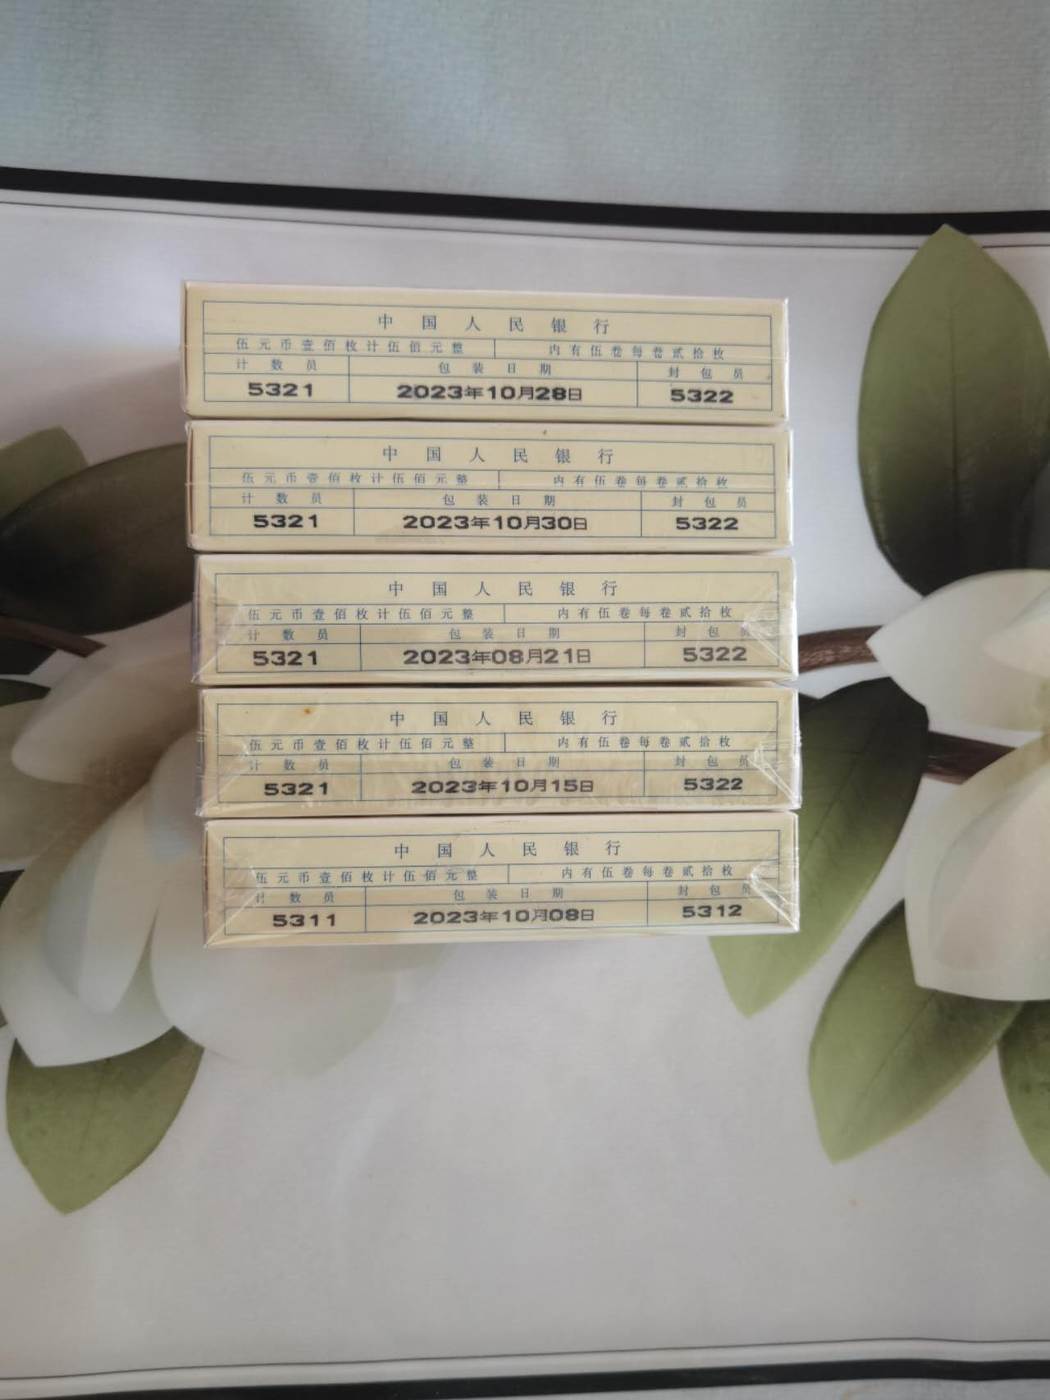 中国人民银行
伍元币壹佰枚计伍佰元整 内有伍卷每卷贰拾枚
计数员 包装日期 封包员
5321 2023年10月28日 5322
中国人民银行
伍元币壹佰枚计伍佰元整 内有伍卷每卷贰拾枚
计数员 包装日期 封包员
5321 2023年10月30日 5322
中国人民银行
伍元币壹佰枚计伍佰元整 内有伍卷每卷贰拾枚
计数员 包装日期 封包员
5321 2023年08月21日 5322
中国人民银行
伍元币壹佰枚计伍佰元整 内有伍卷每卷贰拾枚
计数员 包装日期 封包员
5321 2023年10月15日 5322
中国人民银行
伍元币壹佰枚计伍佰元整 内有伍卷每卷贰拾枚
计数员 包装日期 封包员
5311 2023年10月08日 5312